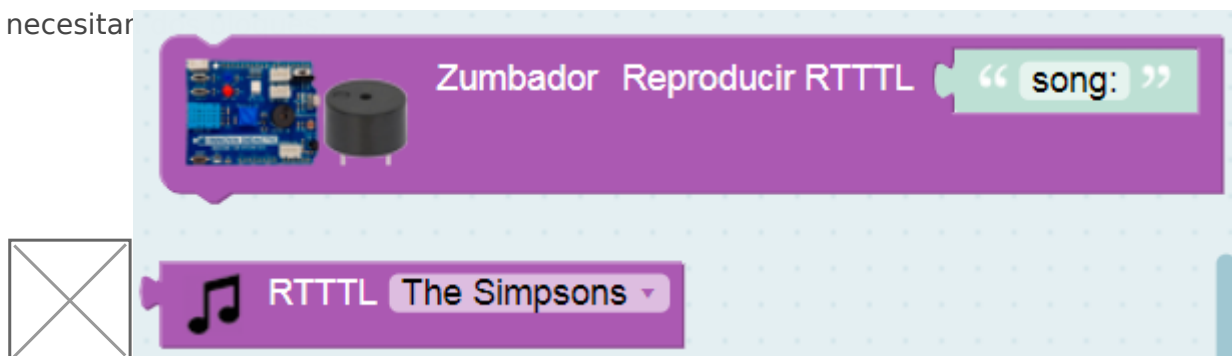 necesitar
Zumbador Reproducir RTTTL “ song: ”
RTTTL The Simpsons